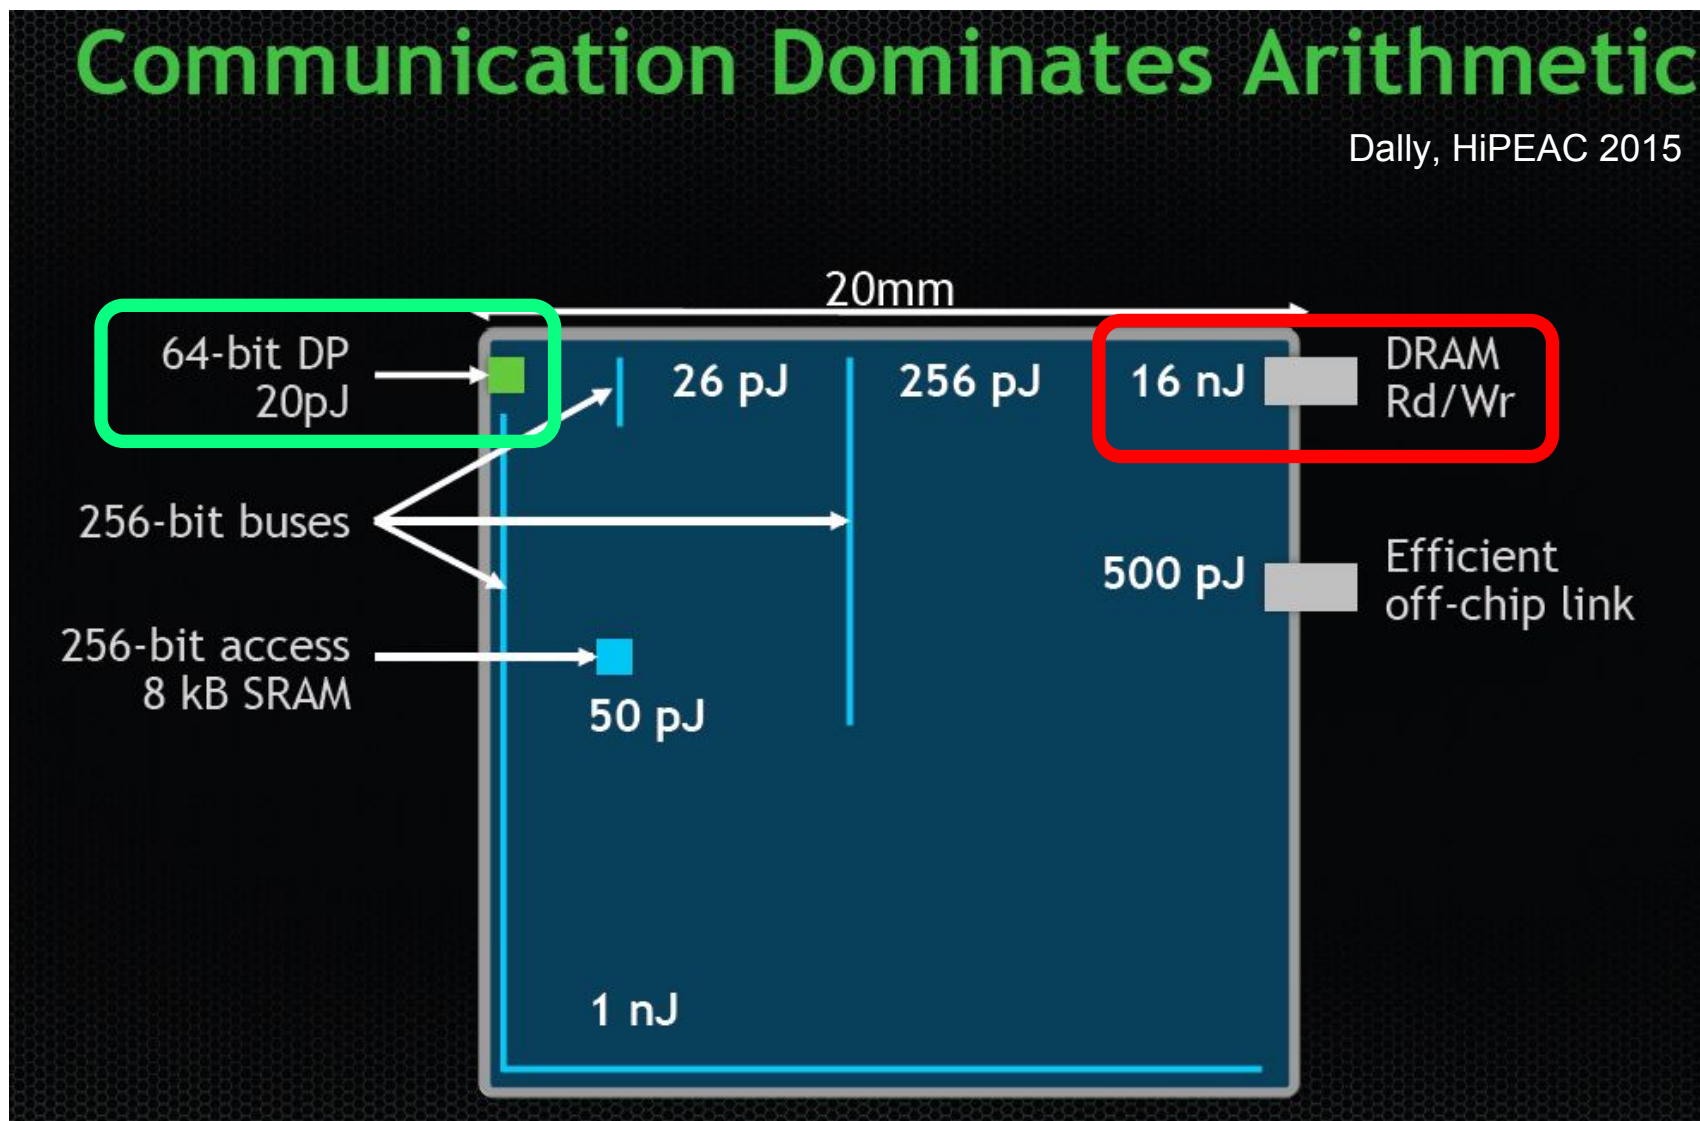 Communication Dominates Arithmetic
Dally, HiPEAC 2015
20mm
64-bit DP
20pJ
26 pJ
256 pJ
16 nJ
DRAM
Rd/Wr
256-bit buses
500 pJ
Efficient
off-chip link
256-bit access
8 kB SRAM
50 pJ
1 nJ